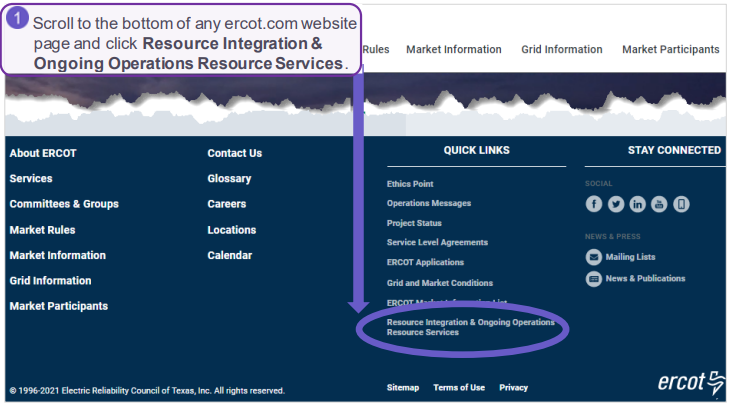 1 Scroll to the bottom of any ercot.com website
page and click Resource Integration &
Ongoing Operations Resource Services.
Rules Market Information Grid Information Market Participants
About ERCOT
Services
Committees & Groups
Market Rules
Market Information
Grid Information
Market Participants
Contact Us
Glossary
Careers
Locations
Calendar
QUICK LINKS
Ethics Point
Operations Messages
Project Status
Service Level Agreements
ERCOT Applications
Grid and Market Conditions
ERCOT Market Information List
Resource Integration & Ongoing Operations
Resource Services
STAY CONNECTED
SOCIAL
NEWS & PRESS
Mailing Lists
News & Publications
© 1996-2021 Electric Reliability Council of Texas, Inc. All rights reserved.
Sitemap Terms of Use Privacy
ercot